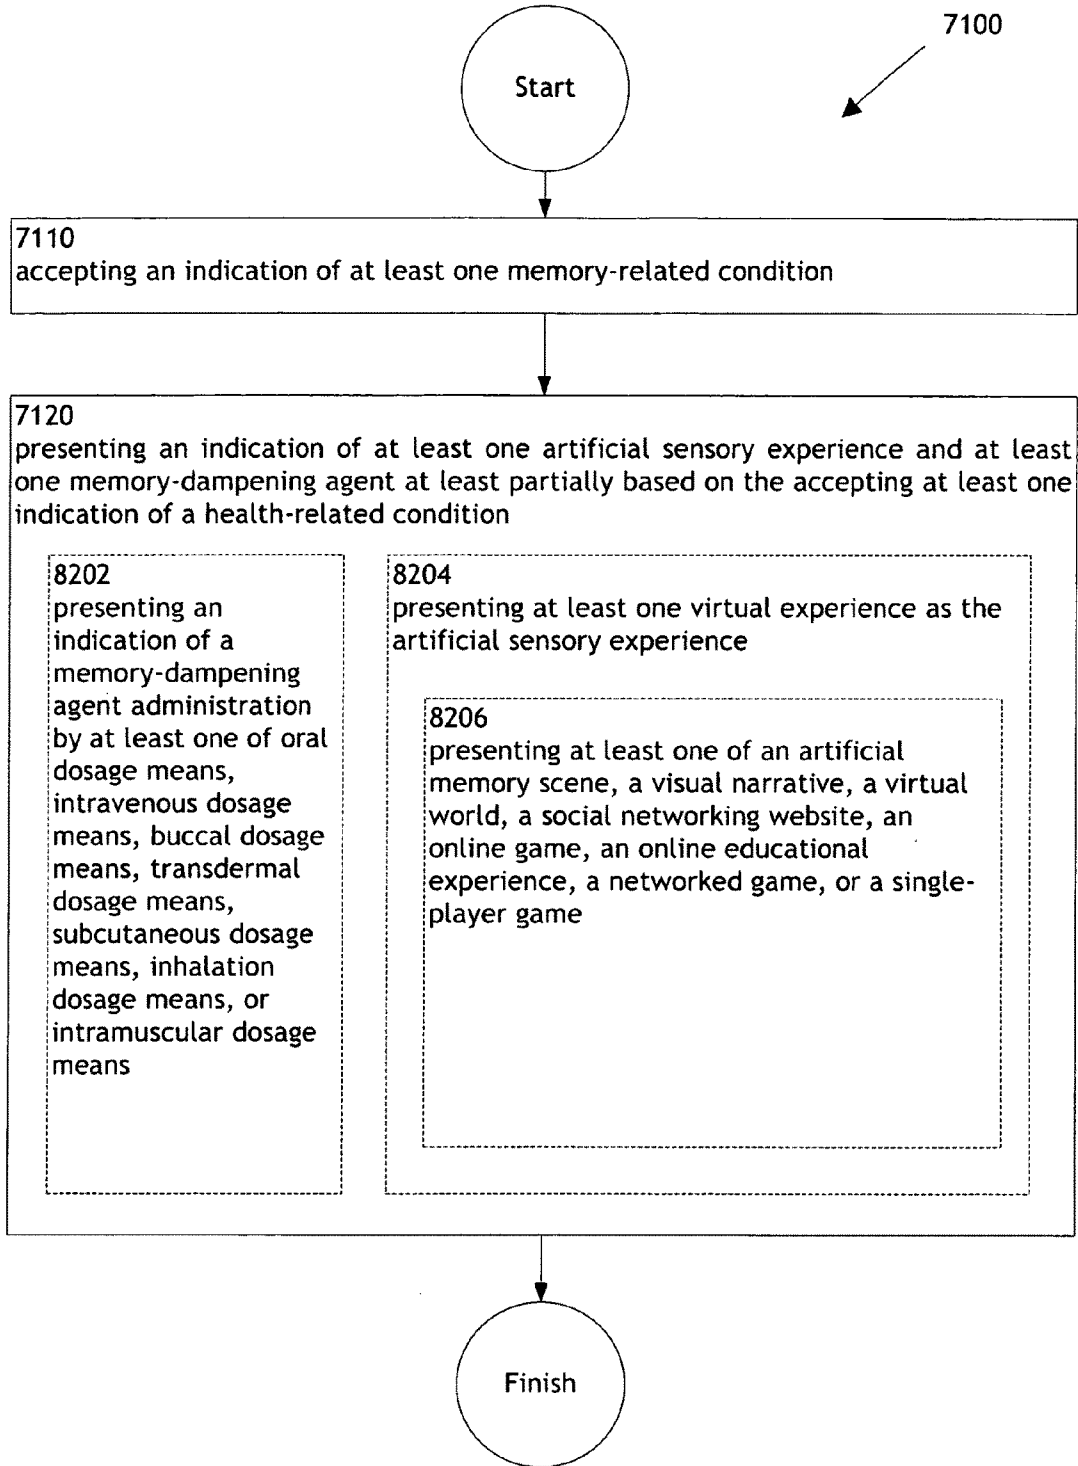 7100
Start
7110
accepting an indication of at least one memory-related condition
7120
presenting an indication of at least one artificial sensory experience and at least
one memory-dampening agent at least partially based on the accepting at least one
indication of a health-related condition
8202
presenting an
indication of a
memory-dampening
agent administration
by at least one of oral
dosage means,
intravenous dosage
means, buccal dosage
means, transdermal
dosage means,
subcutaneous dosage
means, inhalation
dosage means, or
intramuscular dosage
means
8204
presenting at least one virtual experience as the
artificial sensory experience
8206
presenting at least one of an artificial
memory scene, a visual narrative, a virtual
world, a social networking website, an
online game, an online educational
experience, a networked game, or a single-
player game
Finish